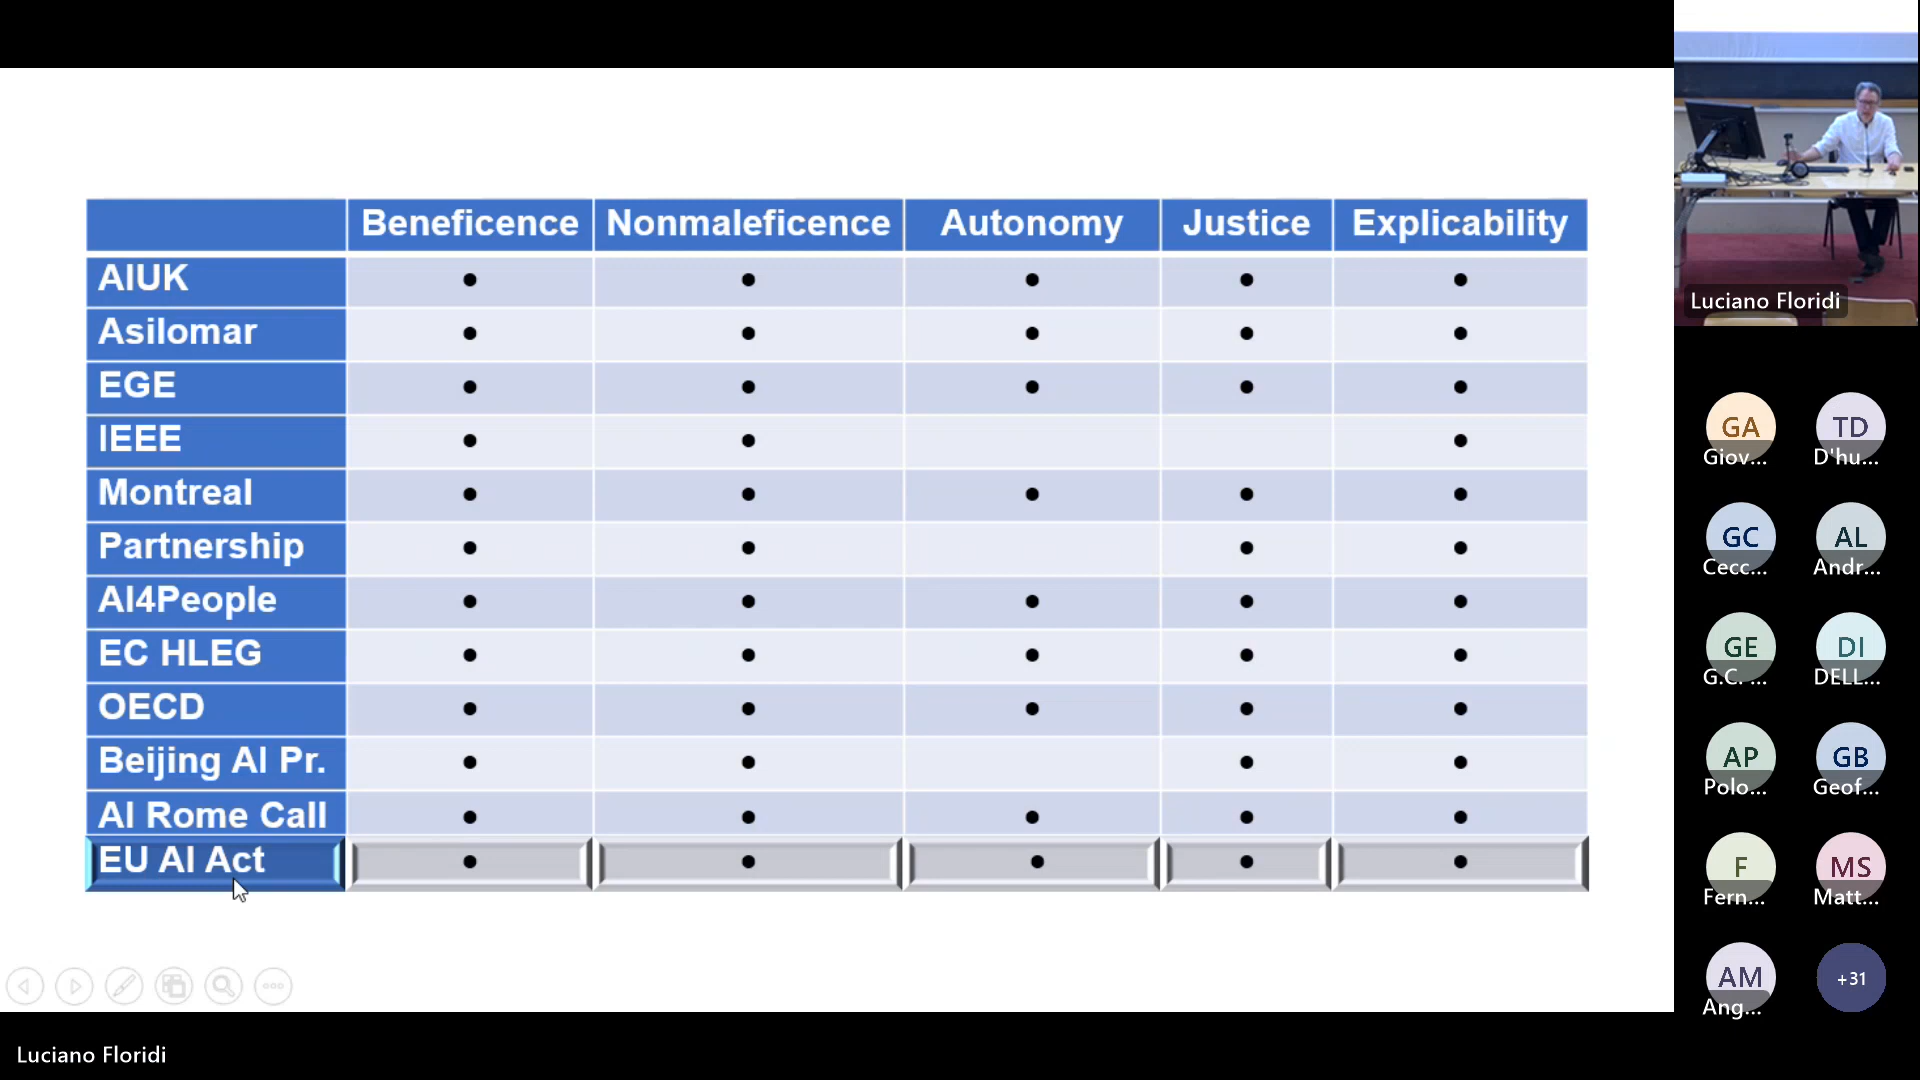 Beneficence Nonmaleficence Autonomy Justice Explicability
AIUK • • • • •
Asilomar • • • • •
EGE • • • • •
IEEE • • •
Montreal • • • • •
Partnership • • • •
AI4People • • • • •
EC HLEG • • • • •
OECD • • • • •
Beijing AI Pr. • • • •
AI Rome Call • • • • •
EU AI Act • • • • •
Luciano Floridi
GA TD
Giov... D'hu...
GC AL
Cecc... Andr...
GE DI
G.C. ... DELL...
AP GB
Polo... Geof...
F MS
Fern... Matt...
AM +31
Ang...
Luciano Floridi